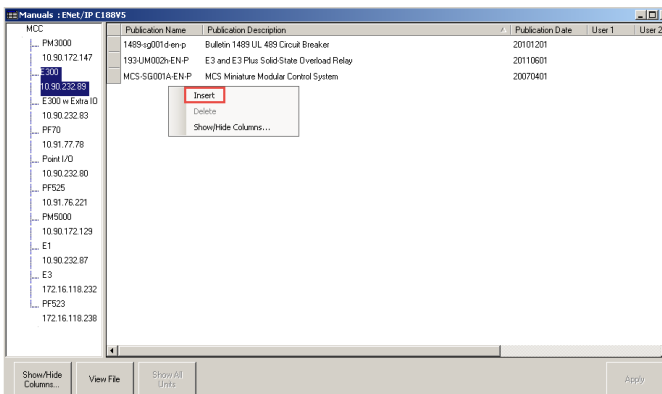 Manuals : ENet/IP C188V5
MCC
PM3000
10.90.172.147
E300
10.90.232.89
E300 w Extra IO
10.90.232.83
PF70
10.91.77.78
Point I/O
10.90.232.80
PF525
10.91.76.221
PM5000
10.90.172.129
E1
10.90.232.87
E3
172.16.118.232
PF523
172.16.118.238
Publication Name Publication Description Publication Date User 1 User 2
1489-sg001d-en-p Bulletin 1489 UL 489 Circuit Breaker 20101201
193-UM002h-EN-P E3 and E3 Plus Solid-State Overload Relay 20110601
MCS-SG001A-EN-P MCS Miniature Modular Control System 20070401
Insert
Delete
Show/Hide Columns...
Show/Hide
Columns...
View File
Show All
Units
Apply